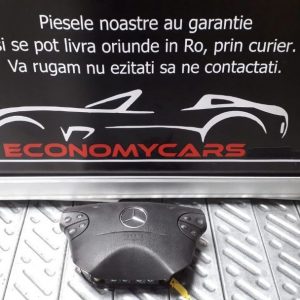 Piesele noastre au garantie
si se pot livra oriunde in Ro, prin curier.
Va rugam nu ezitati sa ne contactati.
ECONOMYCARS